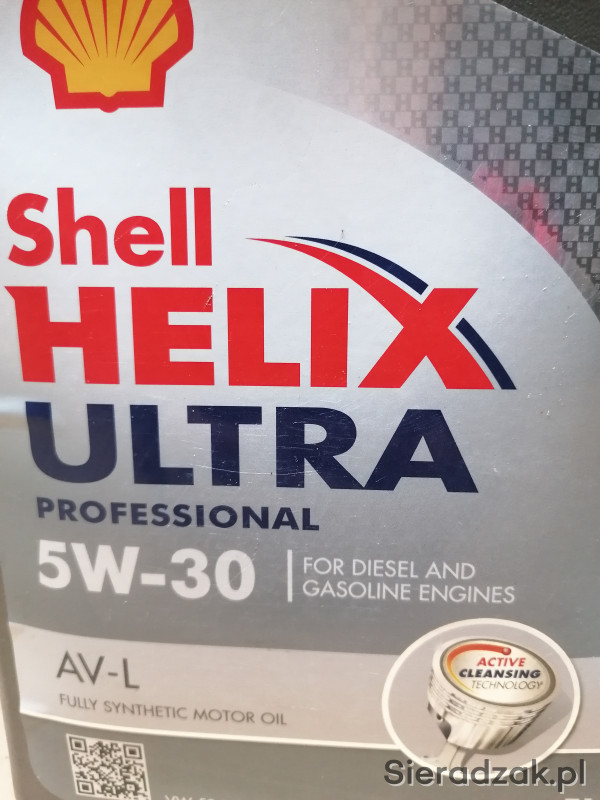 Shell
HELIX
ULTRA
PROFESSIONAL
5W-30
FOR DIESEL AND
GASOLINE ENGINES
AV-L
FULLY SYNTHETIC MOTOR OIL
ACTIVE
CLEANSING
TECHNOLOGY
Sieradzak.pl